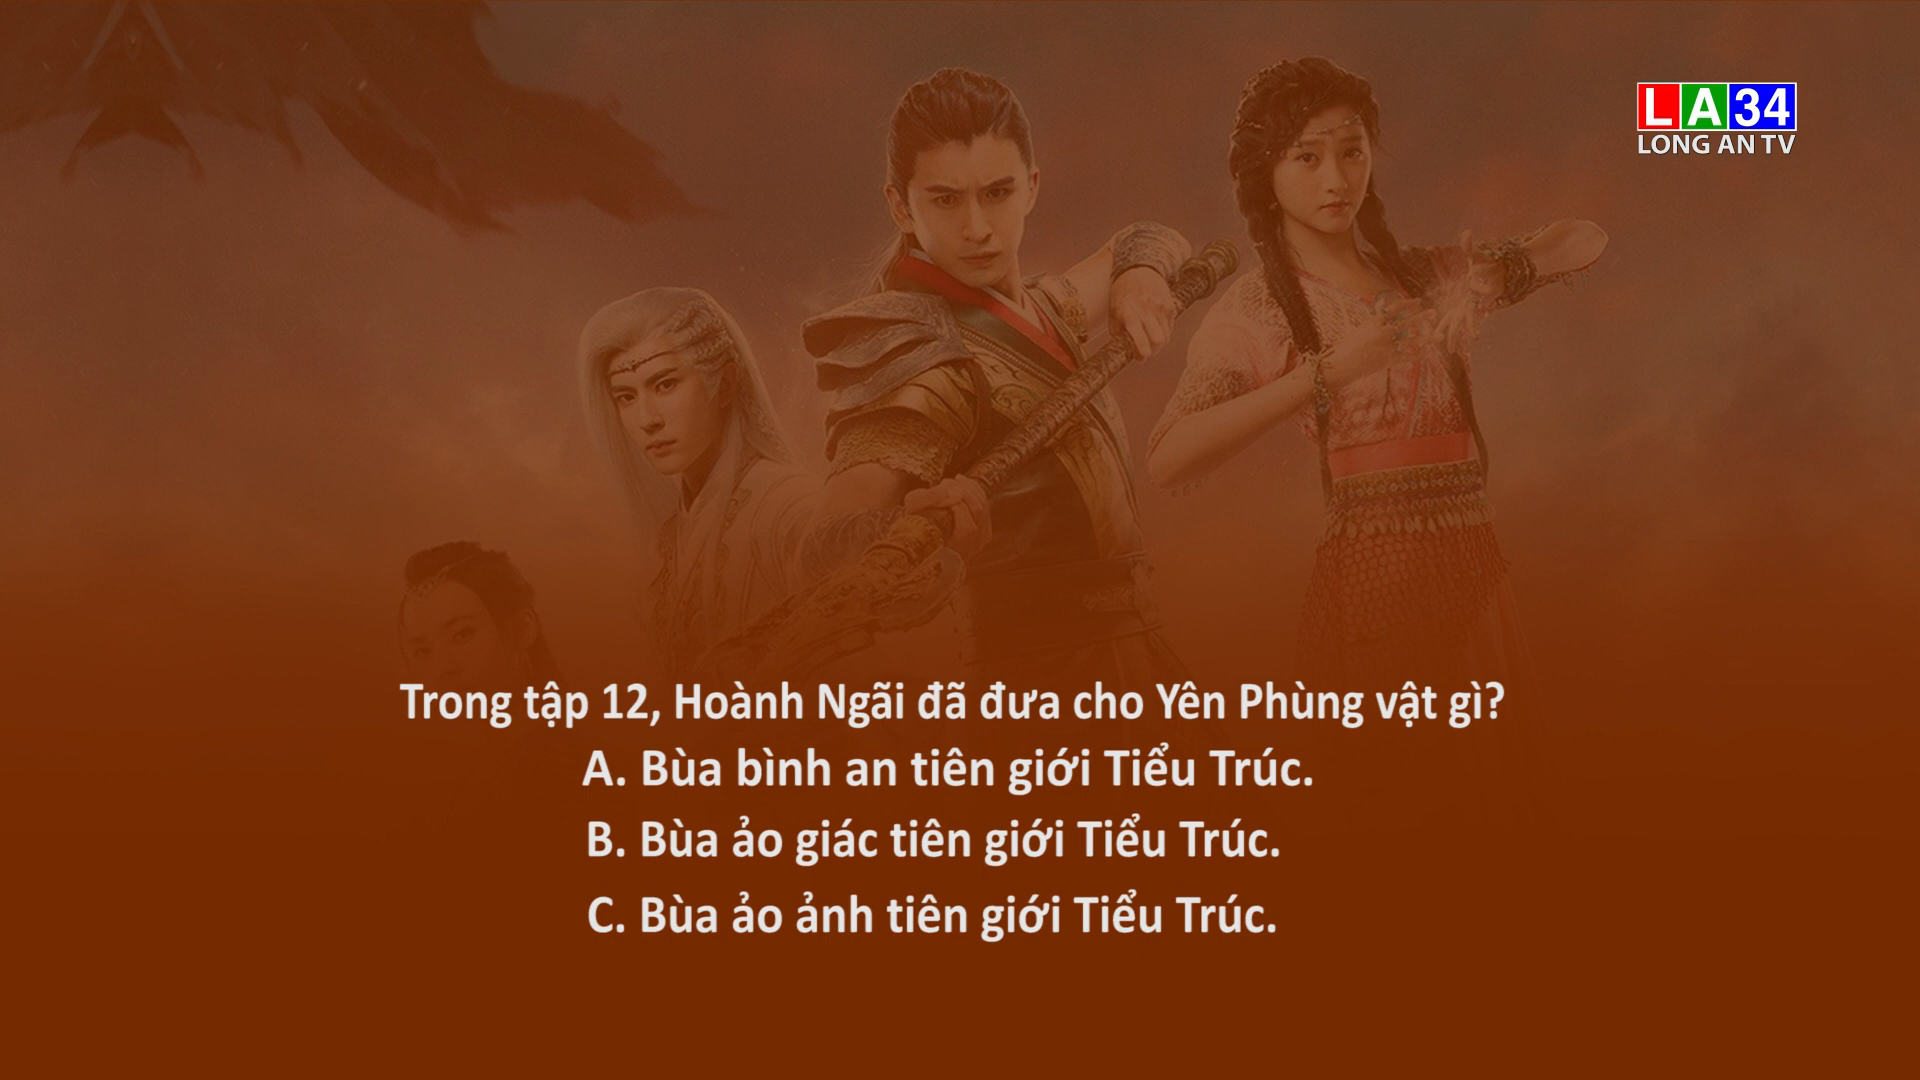 LA34
LONG AN TV
Trong tập 12, Hoành Ngãi đã đưa cho Yên Phùng vật gì?
A. Bùa bình an tiên giới Tiểu Trúc.
B. Bùa ảo giác tiên giới Tiểu Trúc.
C. Bùa ảo ảnh tiên giới Tiểu Trúc.